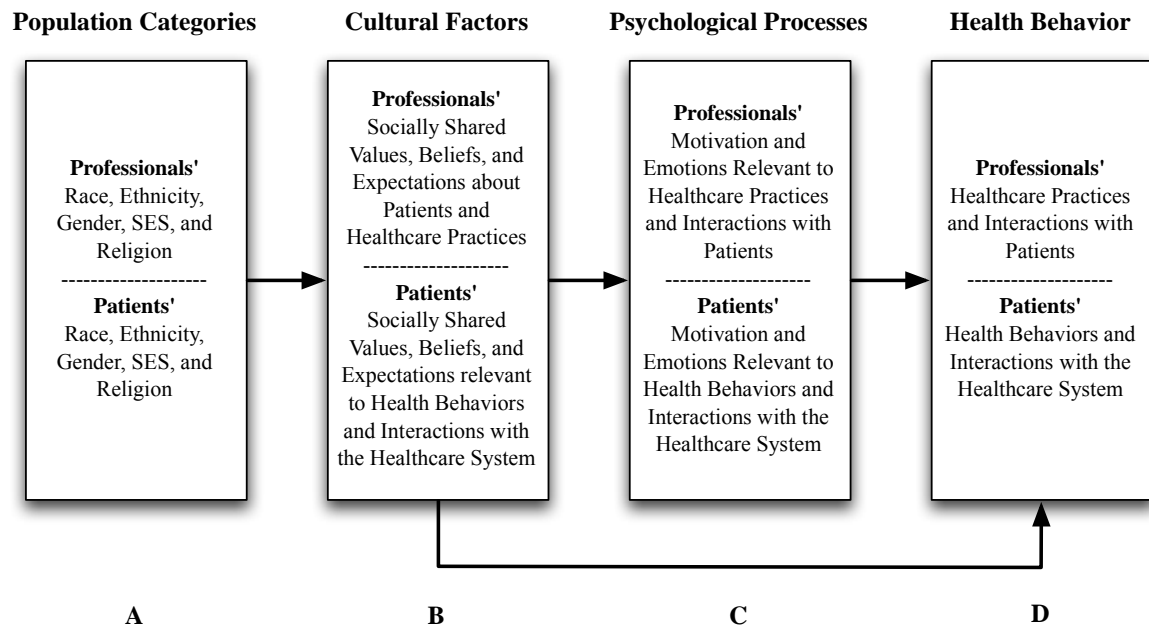 Population Categories
Cultural Factors
Psychological Processes
Health Behavior
Professionals'
Race, Ethnicity,
Gender, SES, and
Religion
---------------------
Patients'
Race, Ethnicity,
Gender, SES, and
Religion
Professionals'
Socially Shared
Values, Beliefs, and
Expectations about
Patients and
Healthcare Practices
---------------------
Patients'
Socially Shared
Values, Beliefs, and
Expectations relevant
to Health Behaviors
and Interactions with
the Healthcare System
Professionals'
Motivation and
Emotions Relevant to
Healthcare Practices
and Interactions with
Patients
---------------------
Patients'
Motivation and
Emotions Relevant to
Health Behaviors and
Interactions with the
Healthcare System
Professionals'
Healthcare Practices
and Interactions with
Patients
---------------------
Patients'
Health Behaviors and
Interactions with the
Healthcare System
A
B
C
D